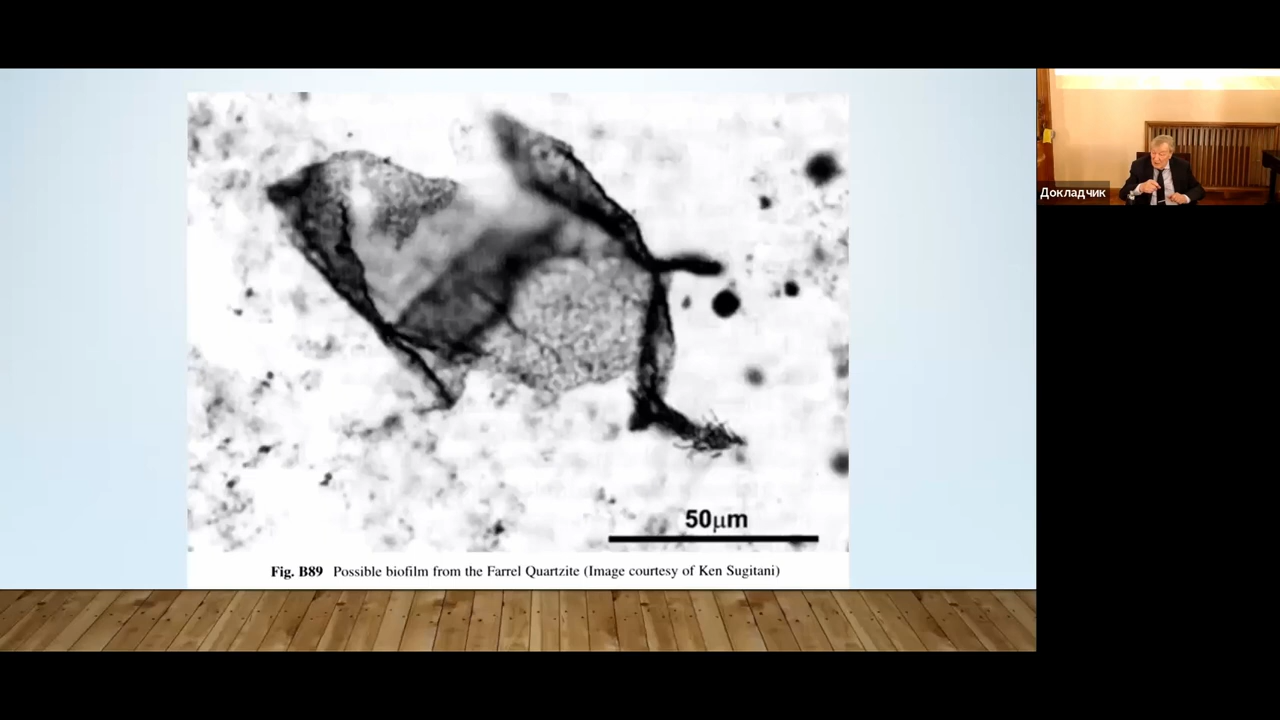 Докладчик
50μm
Fig. B89 Possible biofilm from the Farrel Quartzite (Image courtesy of Ken Sugitani)